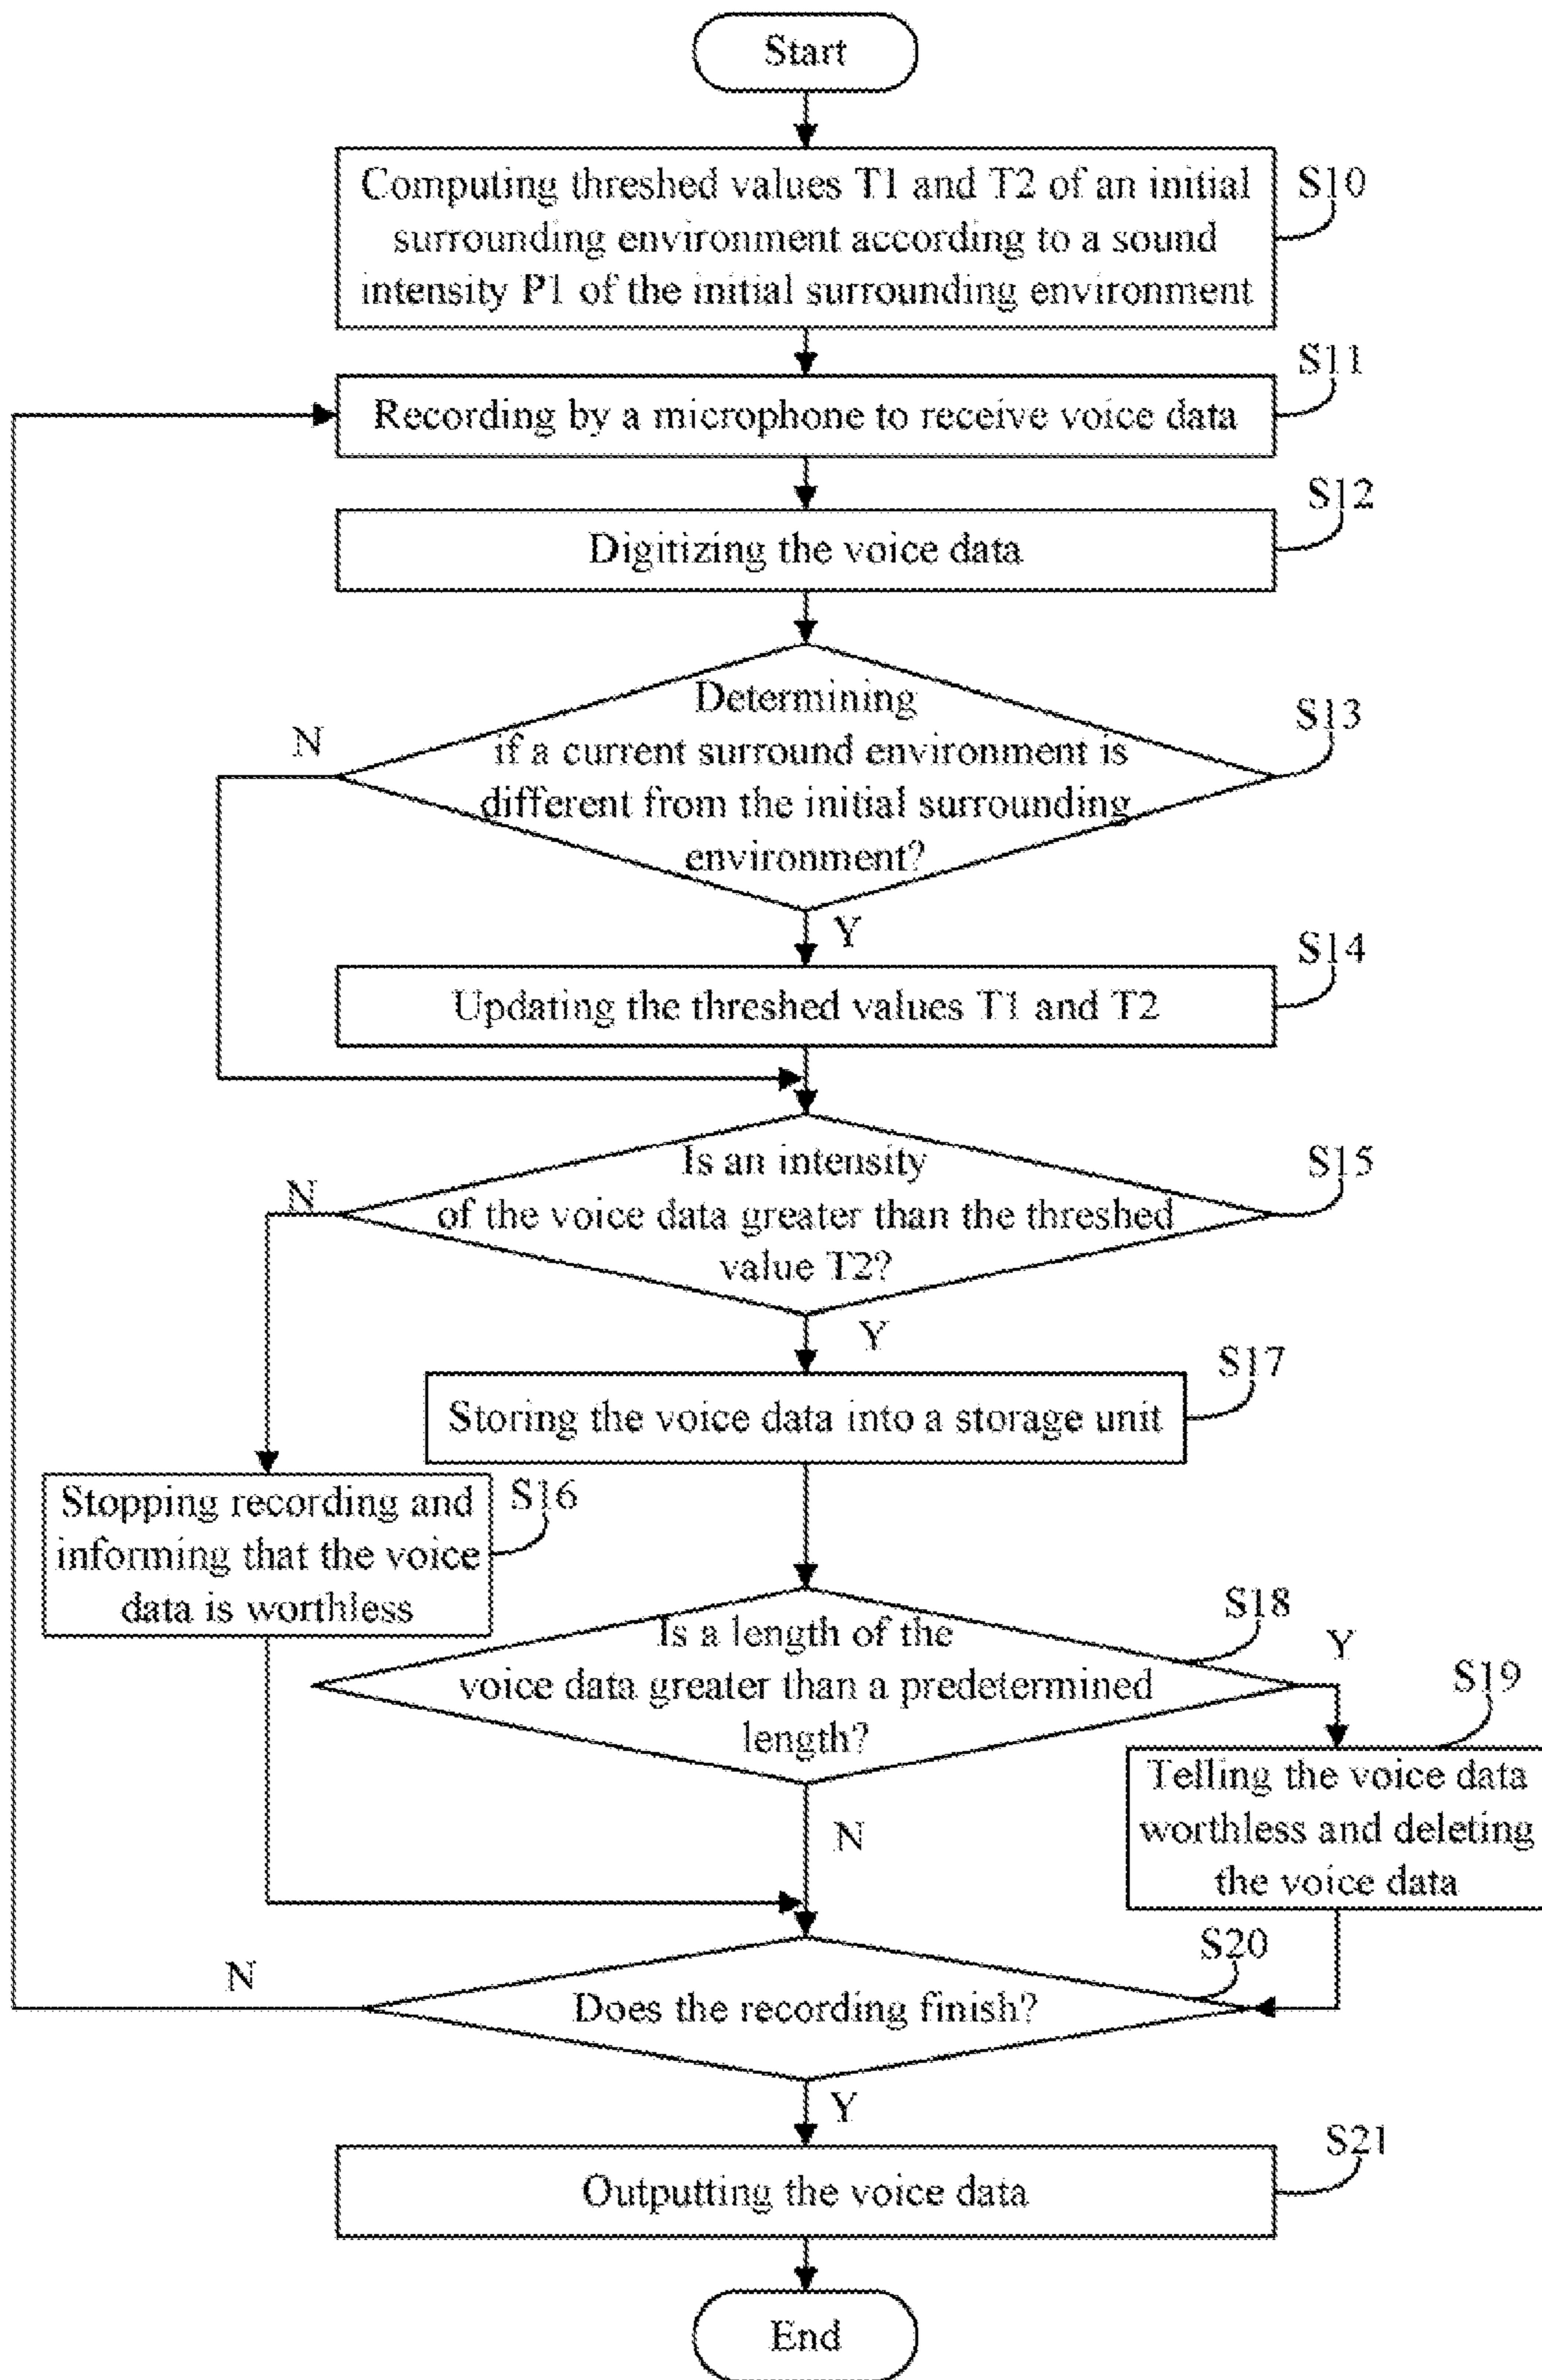 Start
Computing threshed values T1 and T2 of an initial
surrounding environment according to a sound
intensity P1 of the initial surrounding environment
S10
S11
Recording by a microphone to receive voice data
S12
Digitizing the voice data
Determining
if a current surround environment is
different from the initial surrounding
environment?
S13
N
Y
S14
Updating the threshed values T1 and T2
Is an intensity
of the voice data greater than the threshed
value T2?
S15
N
Y
S17
Storing the voice data into a storage unit
Stopping recording and
informing that the voice
data is worthless
S16
S18
Is a length of the
voice data greater than a predetermined
length?
Y
S19
Telling the voice data
worthless and deleting
the voice data
N
S20
N
Does the recording finish?
Y
S21
Outputting the voice data
End